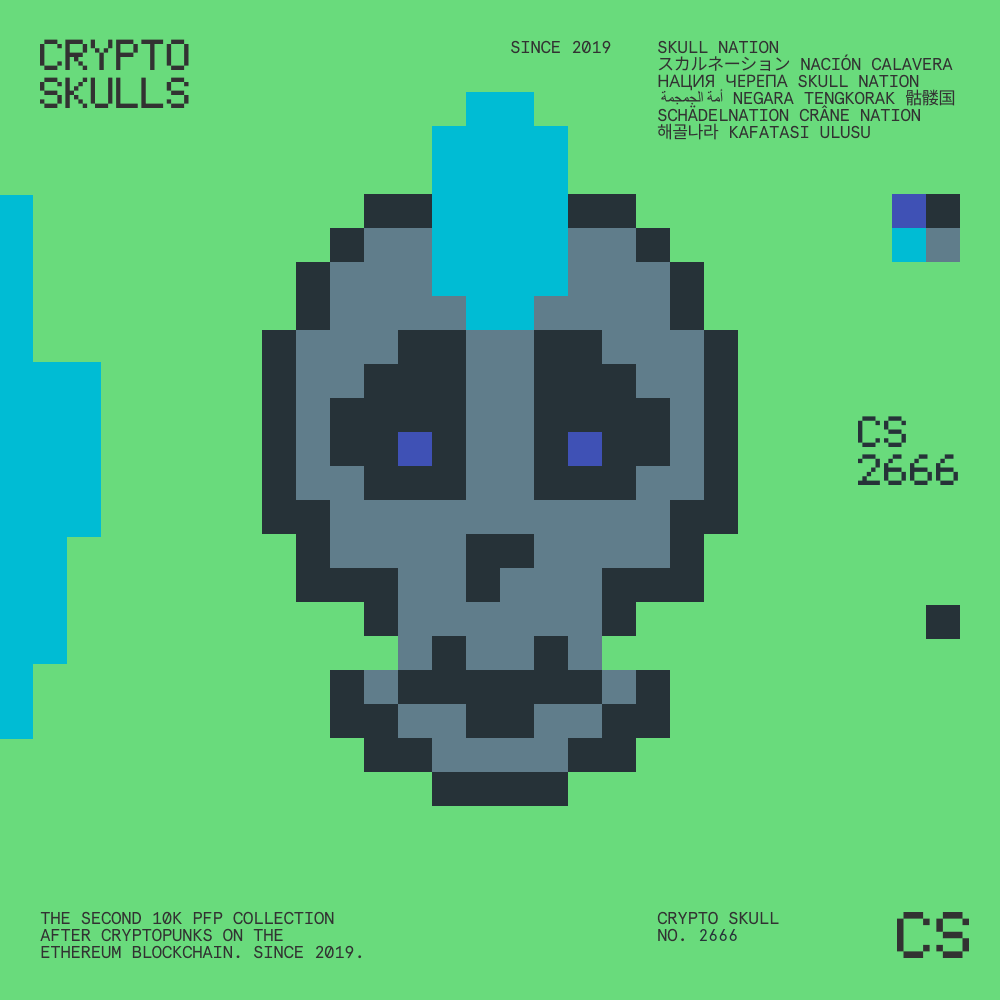 CRYPTO
SKULLS
SINCE 2019
SKULL NATION
スカルネーション NACIÓN CALAVERA
НАЦИЯ ЧЕРЕПА SKULL NATION
أمة الجمجمة NEGARA TENGKORAK 骷髅国
SCHÄDELNATION CRÂNE NATION
해골나라 KAFATASI ULUSU
CS
2666
THE SECOND 10K PFP COLLECTION
AFTER CRYPTOPUNKS ON THE
ETHEREUM BLOCKCHAIN. SINCE 2019.
CRYPTO SKULL
NO. 2666
CS